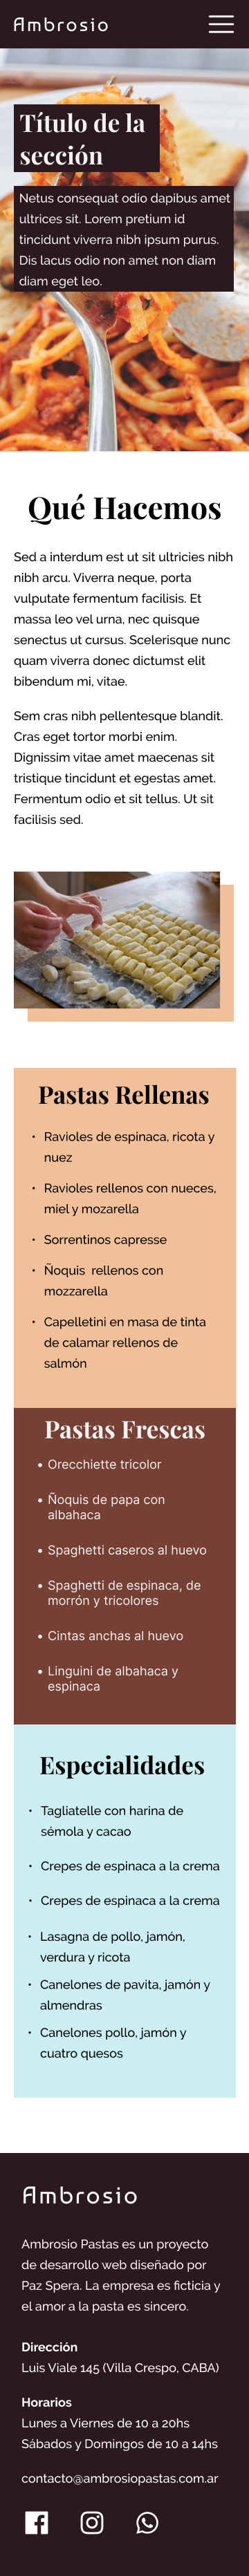 Ambrosio
Título de la
sección
Netus consequat odio dapibus amet
ultrices sit. Lorem pretium id
tincidunt viverra nibh ipsum purus.
Dis lacus odio non amet non diam
diam eget leo.
Qué Hacemos
Sed a interdum est ut sit ultricies nibh
nibh arcu. Viverra neque, porta
vulputate fermentum facilisis. Et
massa leo vel urna, nec quisque
senectus ut cursus. Scelerisque nunc
quam viverra donec dictumst elit
bibendum mi, vitae.
Sem cras nibh pellentesque blandit.
Cras eget tortor morbi enim.
Dignissim vitae amet maecenas sit
tristique tincidunt et egestas amet.
Fermentum odio et sit tellus. Ut sit
facilisis sed.
Pastas Rellenas
• Ravioles de espinaca, ricota y
nuez
• Ravioles rellenos con nueces,
miel y mozarella
• Sorrentinos capresse
• Ñoquis rellenos con
mozzarella
• Capelletini en masa de tinta
de calamar rellenos de
salmón
Pastas Frescas
• Orecchiette tricolor
• Ñoquis de papa con
albahaca
• Spaghetti caseros al huevo
• Spaghetti de espinaca, de
morrón y tricolores
• Cintas anchas al huevo
• Linguini de albahaca y
espinaca
Especialidades
• Tagliatelle con harina de
sémola y cacao
• Crepes de espinaca a la crema
• Crepes de espinaca a la crema
• Lasagna de pollo, jamón,
verdura y ricota
• Canelones de pavita, jamón y
almendras
• Canelones pollo, jamón y
cuatro quesos
Ambrosio
Ambrosio Pastas es un proyecto
de desarrollo web diseñado por
Paz Spera. La empresa es ficticia y
el amor a la pasta es sincero.
Dirección
Luis Viale 145 (Villa Crespo, CABA)
Horarios
Lunes a Viernes de 10 a 20hs
Sábados y Domingos de 10 a 14hs
contacto@ambrosiopastas.com.ar